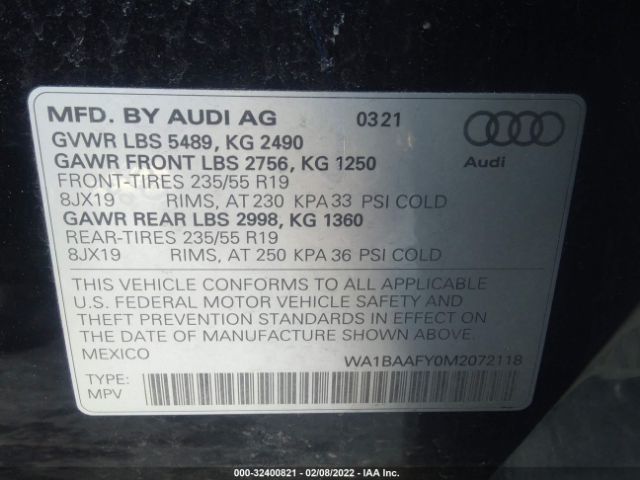 MFD. BY AUDI AG 0321
GVWR LBS 5489, KG 2490
GAWR FRONT LBS 2756, KG 1250
FRONT-TIRES 235/55 R19
8JX19 RIMS, AT 230 KPA 33 PSI COLD
GAWR REAR LBS 2998, KG 1360
REAR-TIRES 235/55 R19
8JX19 RIMS, AT 250 KPA 36 PSI COLD
Audi
THIS VEHICLE CONFORMS TO ALL APPLICABLE
U.S. FEDERAL MOTOR VEHICLE SAFETY AND
THEFT PREVENTION STANDARDS IN EFFECT ON
THE DATE OF MANUFACTURE SHOWN ABOVE.
MEXICO WA1BAAFY0M2072118
TYPE:
MPV
000-32400821 - 02/08/2022 - IAA Inc.